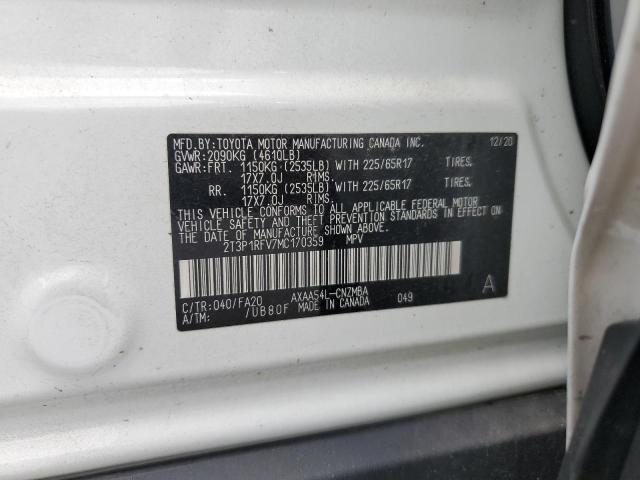 MFD.BY:TOYOTA MOTOR MANUFACTURING CANADA INC. 12/20
GVWR:2090KG (4610LB)
GAWR:FRT. 1150KG (2535LB) WITH 225/65R17 TIRES.
17X7.0J RIMS.
RR. 1150KG (2535LB) WITH 225/65R17 TIRES.
17X7.0J RIMS.
THIS VEHICLE CONFORMS TO ALL APPLICABLE FEDERAL MOTOR
VEHICLE SAFETY, BUMPER, AND THEFT PREVENTION STANDARDS IN EFFECT
ON THE DATE OF MANUFACTURE SHOWN ABOVE.
2T3P1RFV7MC170359 MPV
C/TR:040/FA20 AXAA54L-CNZMBA 049 A
A/TM: /UB80F MADE IN CANADA